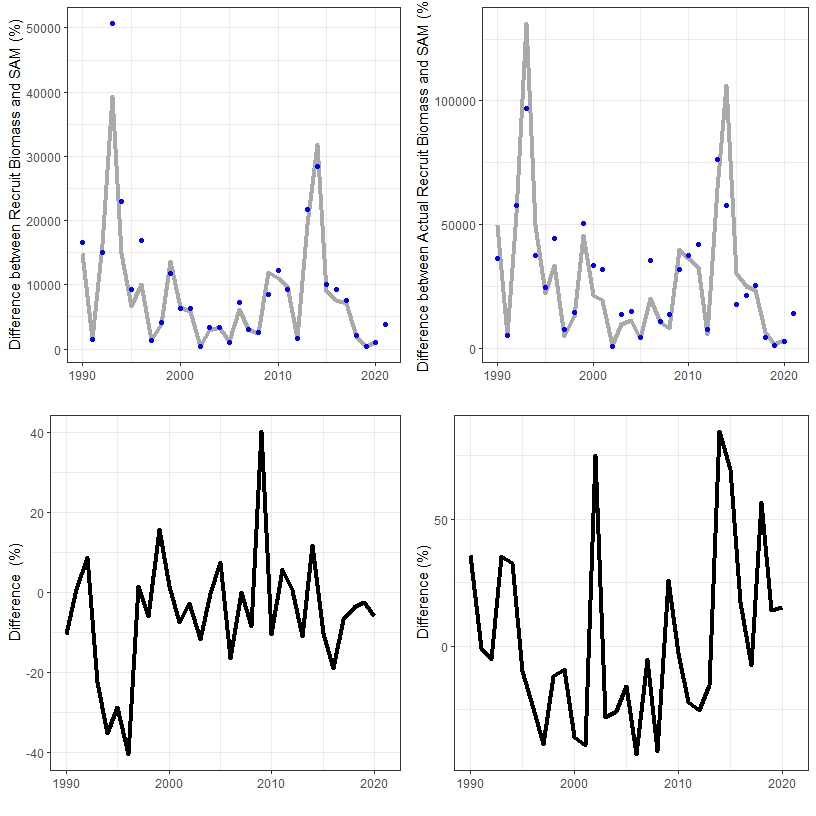 Difference between Recruit Biomass and SAM (%)
50000
40000
30000
20000
10000
0
1990 2000 2010 2020
Difference between Actual Recruit Biomass and SAM (%
100000
50000
0
1990 2000 2010 2020
Difference (%)
40
20
0
-20
-40
1990 2000 2010 2020
Difference (%)
50
0
1990 2000 2010 2020